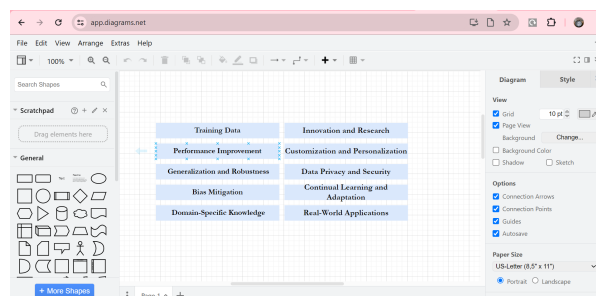 app.diagrams.net
File Edit View Arrange Extras Help
100%
Search Shapes
Scratchpad
Drag elements here
General
Text
+ More Shapes
Training Data
Innovation and Research
Performance Improvement
Customization and Personalization
Generalization and Robustness
Data Privacy and Security
Bias Mitigation
Continual Learning and
Adaptation
Domain-Specific Knowledge
Real-World Applications
Page-1
Diagram Style
View
Grid 10 pt
Page View
Background Change...
Background Color
Shadow Sketch
Options
Connection Arrows
Connection Points
Guides
Autosave
Paper Size
US-Letter (8,5" x 11")
Portrait Landscape